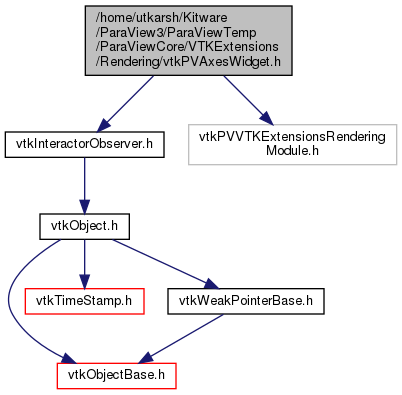 /home/utkarsh/Kitware
/ParaView3/ParaViewTemp
/ParaViewCore/VTKExtensions
/Rendering/vtkPVAxesWidget.h
vtkInteractorObserver.h
vtkPVVTKExtensionsRendering
Module.h
vtkObject.h
vtkTimeStamp.h
vtkWeakPointerBase.h
vtkObjectBase.h